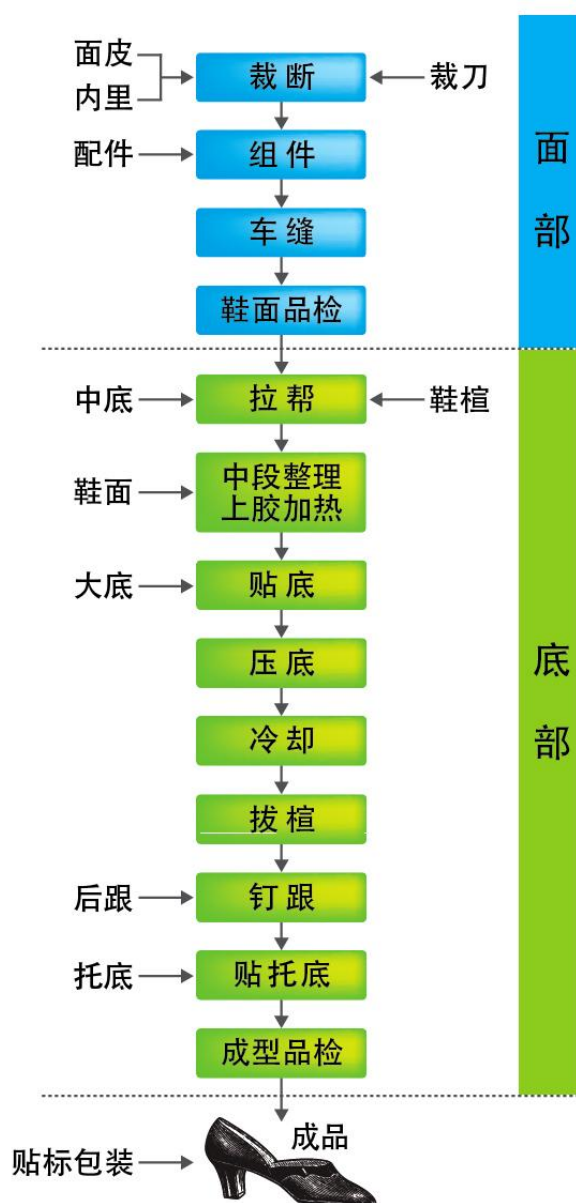 面皮
内里
裁断
裁刀
配件
组件
车缝
鞋面品检
面部
中底
拉帮
鞋楦
鞋面
中段整理
上胶加热
大底
贴底
压底
冷却
拔楦
后跟
钉跟
托底
贴托底
成型品检
底部
成品
贴标包装